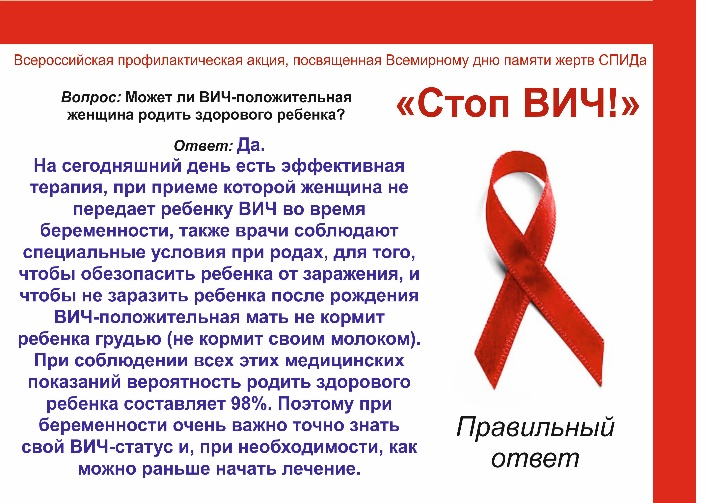 Всероссийская профилактическая акция, посвященная Всемирному дню памяти жертв СПИДа
Вопрос: Может ли ВИЧ-положительная
женщина родить здорового ребенка?
«Стоп ВИЧ!»
Ответ: Да.
На сегодняшний день есть эффективная
терапия, при приеме которой женщина не
передает ребенку ВИЧ во время
беременности, также врачи соблюдают
специальные условия при родах, для того,
чтобы обезопасить ребенка от заражения, и
чтобы не заразить ребенка после рождения
ВИЧ-положительная мать не кормит
ребенка грудью (не кормит своим молоком).
При соблюдении всех этих медицинских
показаний вероятность родить здорового
ребенка составляет 98%. Поэтому при
беременности очень важно точно знать
свой ВИЧ-статус и, при необходимости, как
можно раньше начать лечение.
Правильный
ответ